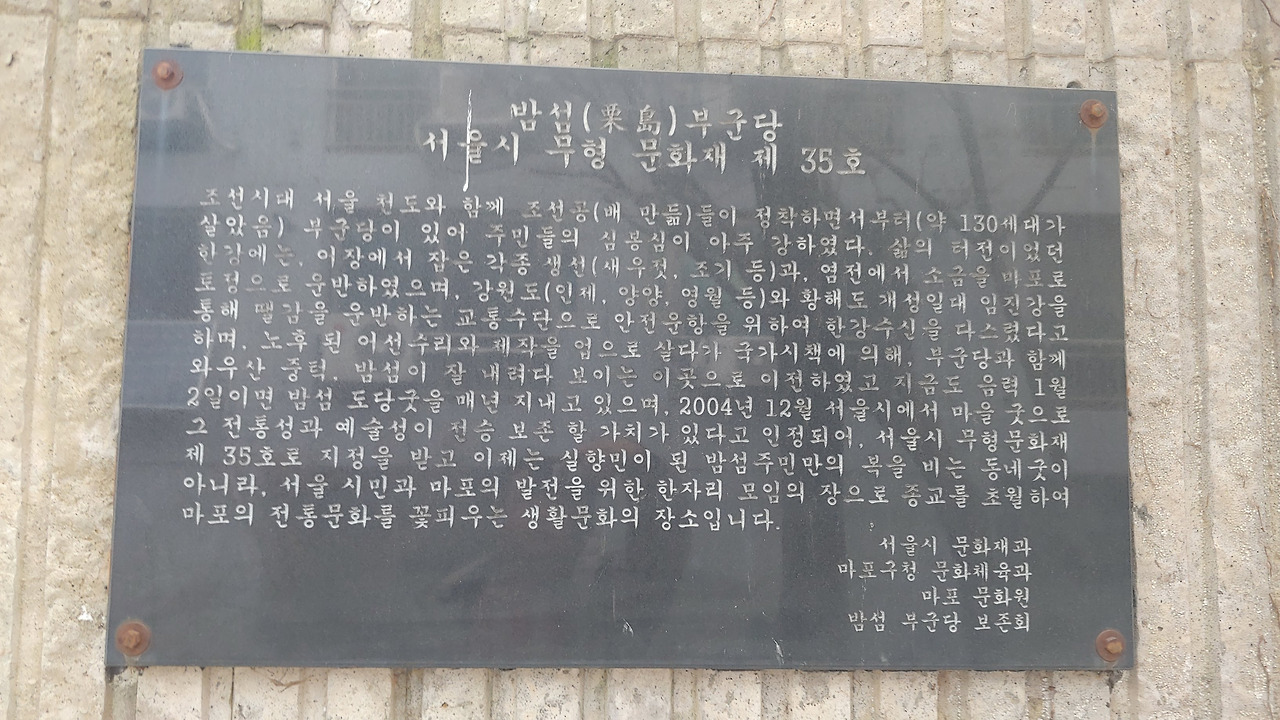 밤섬(栗島)부군당
서울시 무형 문화재 제 35호
조선시대 서울 천도와 함께 조선공(배 만듦)들이 정착하면서부터(약 130세대가
살았음) 부군당이 있어 주민들의 심봉심이 아주 강하였다. 삶의 터전이었던
한강에는, 이장에서 잡은 각종 생선(새우젓, 조기 등)과, 염전에서 소금을 마포로
토정으로 운반하였으며, 강원도(인제, 양양, 영월 등)와 황해도 개성일대 임진강을
통해 땔감을 운반하는 교통수단으로 안전운항을 위하여 한강수신을 다스렸다고
하며, 노후 된 어선수리와 제작을 업으로 살다가 국가시책에 의해, 부군당과 함께
와우산 중턱, 밤섬이 잘 내려다 보이는 이곳으로 이전하였고 지금도 음력 1월
2일이면 밤섬 도당굿을 매년 지내고 있으며, 2004년 12월 서울시에서 마을 굿으로
그 전통성과 예술성이 전승 보존 할 가치가 있다고 인정되어, 서울시 무형문화재
제 35호로 지정을 받고 이제는 실향민이 된 밤섬주민만의 복을 비는 동네굿이
아니라, 서울 시민과 마포의 발전을 위한 한자리 모임의 장으로 종교를 초월하여
마포의 전통문화를 꽃피우는 생활문화의 장소입니다.
서울시 문화재과
마포구청 문화체육과
마포 문화원
밤섬 부군당 보존회